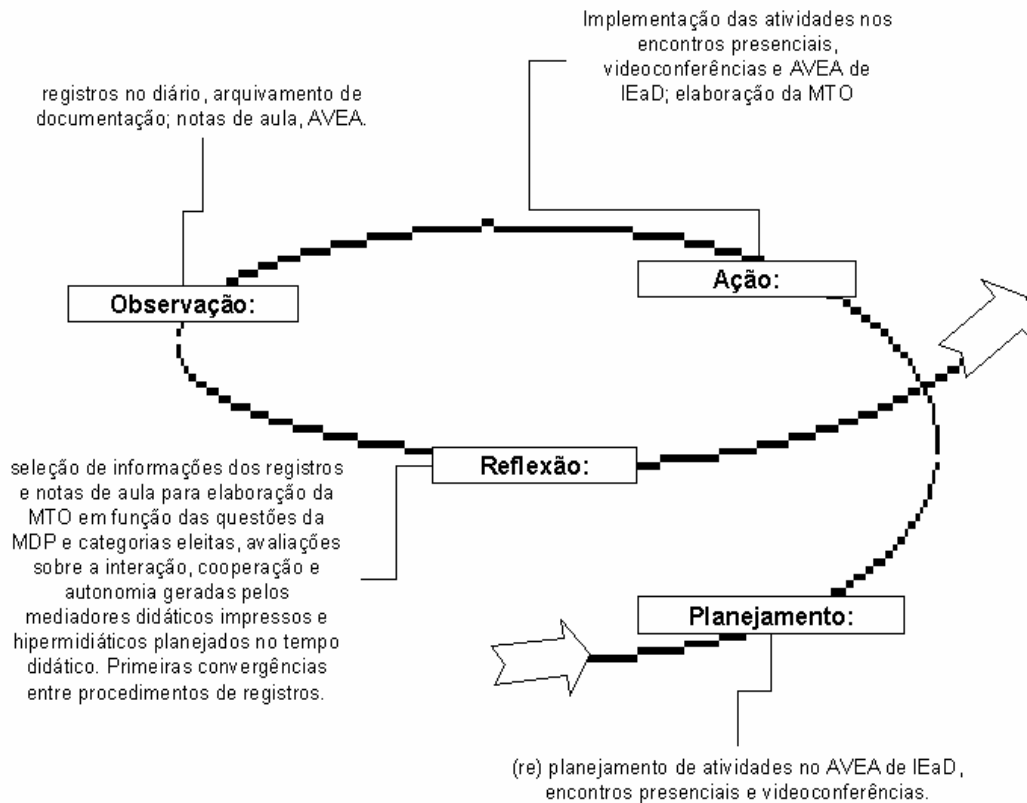 Implementação das atividades nos
encontros presenciais,
videoconferências e AVEA de
IEaD; elaboração da MTO
registros no diário, arquivamento de
documentação; notas de aula, AVEA.
Observação:
Ação:
Reflexão:
seleção de informações dos registros
e notas de aula para elaboração da
MTO em função das questões da
MDP e categorias eleitas, avaliações
sobre a interação, cooperação e
autonomia geradas pelos
mediadores didáticos impressos e
hipermidiáticos planejados no tempo
didático. Primeiras convergências
entre procedimentos de registros.
Planejamento:
(re) planejamento de atividades no AVEA de IEaD,
encontros presenciais e videoconferências.